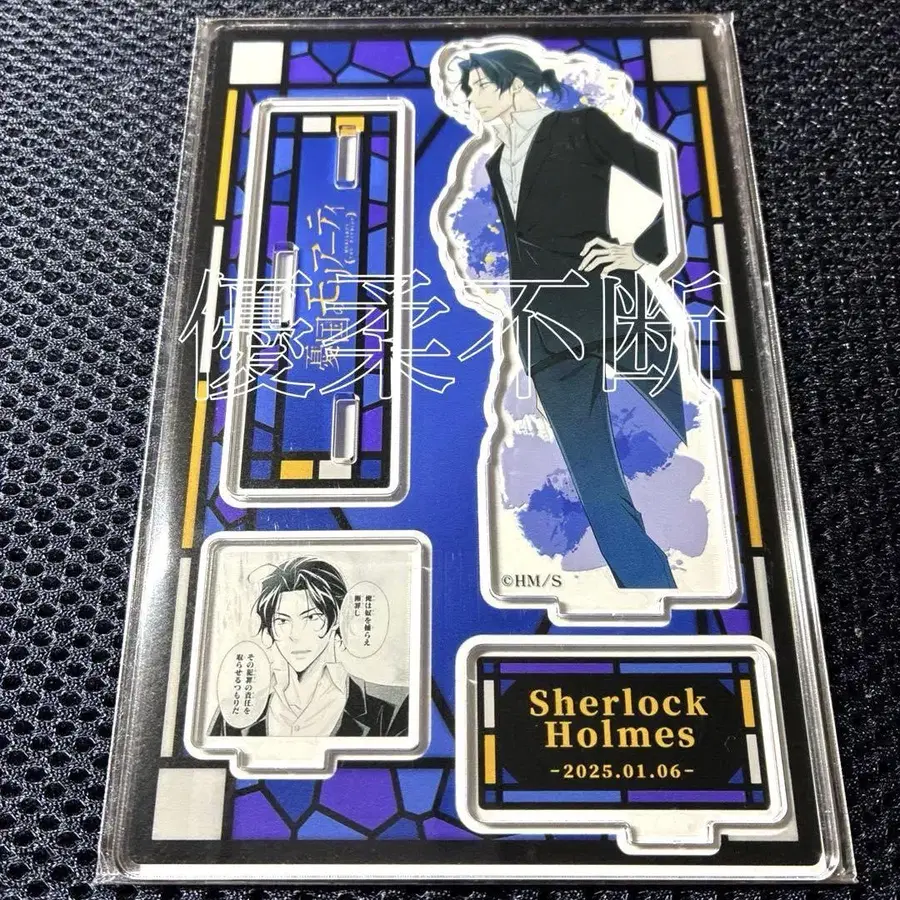 憂国のモリアーティ
優柔不断
©HM/S
俺は奴を捕らえ
断罪し
その犯罪の責任を
取らせるつもりだ
Sherlock
Holmes
-2025.01.06-